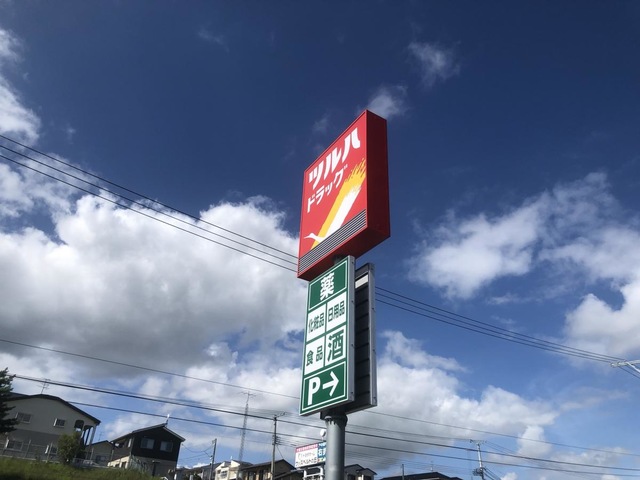 ツルハ
ドラッグ
薬
化粧品 日用品
食品 酒
P→